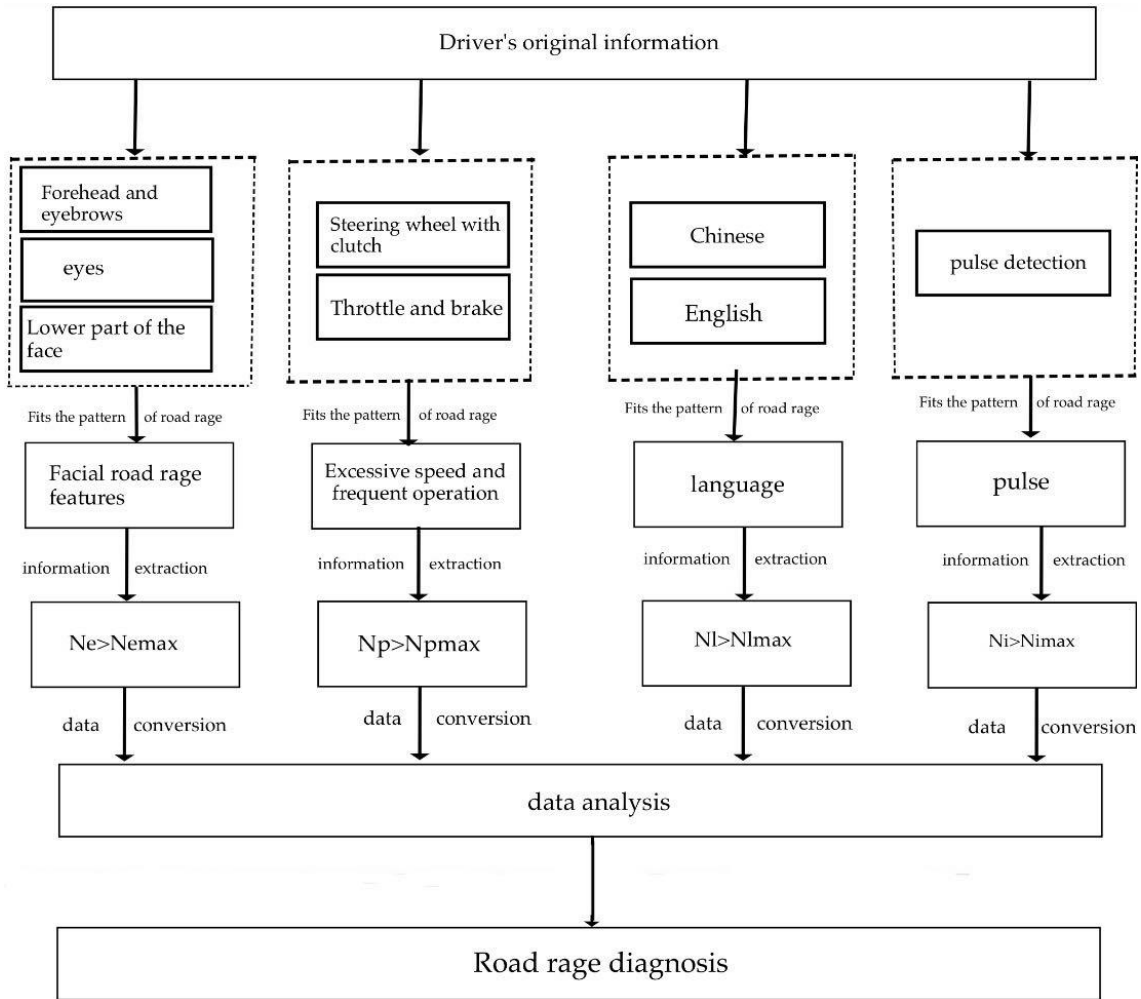 Driver's original information
Forehead and
eyebrows
eyes
Lower part of the
face
Steering wheel with
clutch
Throttle and brake
Chinese
English
pulse detection
Fits the pattern of road rage
Fits the pattern of road rage
Fits the pattern of road rage
Fits the pattern of road rage
Facial road rage
features
Excessive speed and
frequent operation
language
pulse
information extraction
information extraction
information extraction
information extraction
Ne>Nemax
Np>Npmax
Nl>Nlmax
Ni>Nimax
data conversion
data conversion
data conversion
data conversion
data analysis
Road rage diagnosis